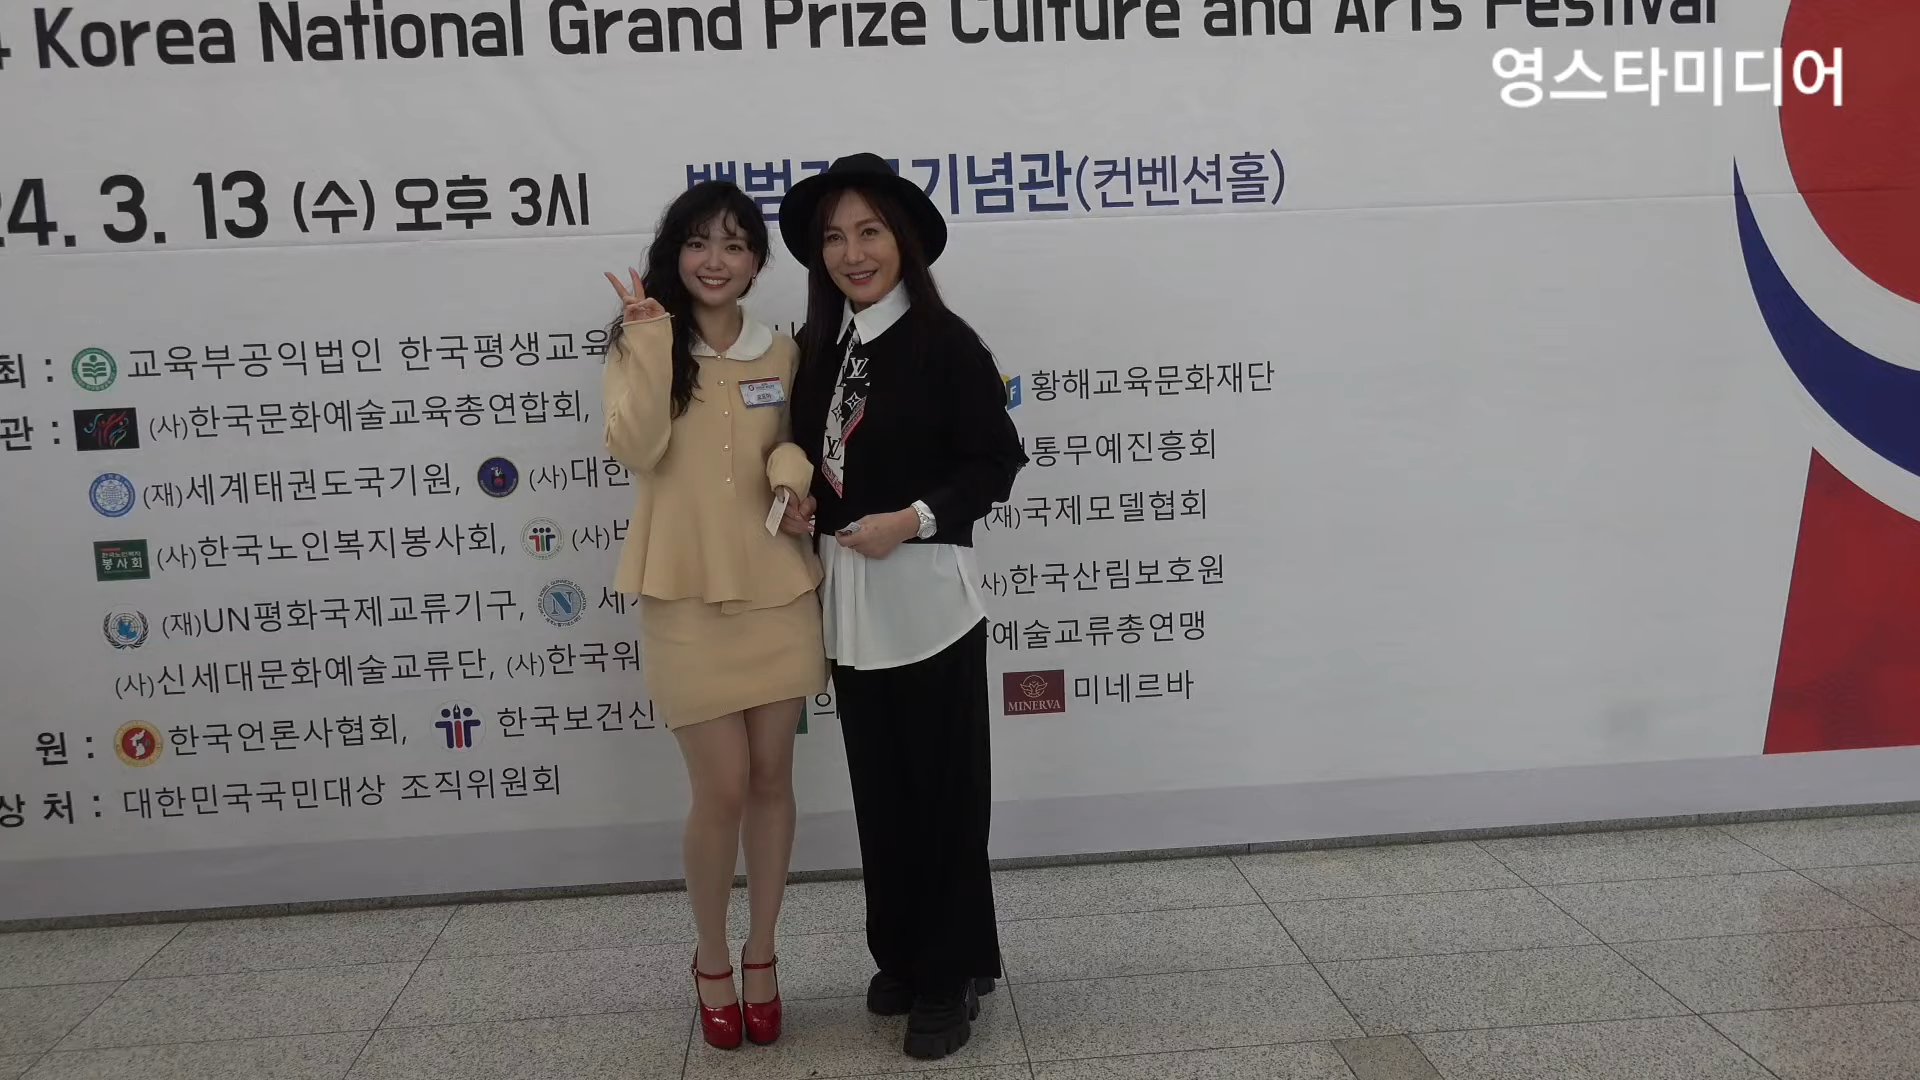 4 Korea National Grand Prize Culture and Arts Festival
영스타미디어
24. 3. 13 (수) 오후 3시 기념관(컨벤션홀)
최 : 교육부공익법인 한국평생교육 황해교육문화재단
관 : (사)한국문화예술교육총연합회, 통무예진흥회
(재)세계태권도국기원, (사)대한 (재)국제모델협회
봉사회 (사)한국노인복지봉사회, (사) 사)한국산림보호원
(재)UN평화국제교류기구, N 세 예술교류총연맹
(사)신세대문화예술교류단, (사)한국워 MINERVA 미네르바
원 : 한국언론사협회, 한국보건신 의
상 처 : 대한민국국민대상 조직위원회
LV